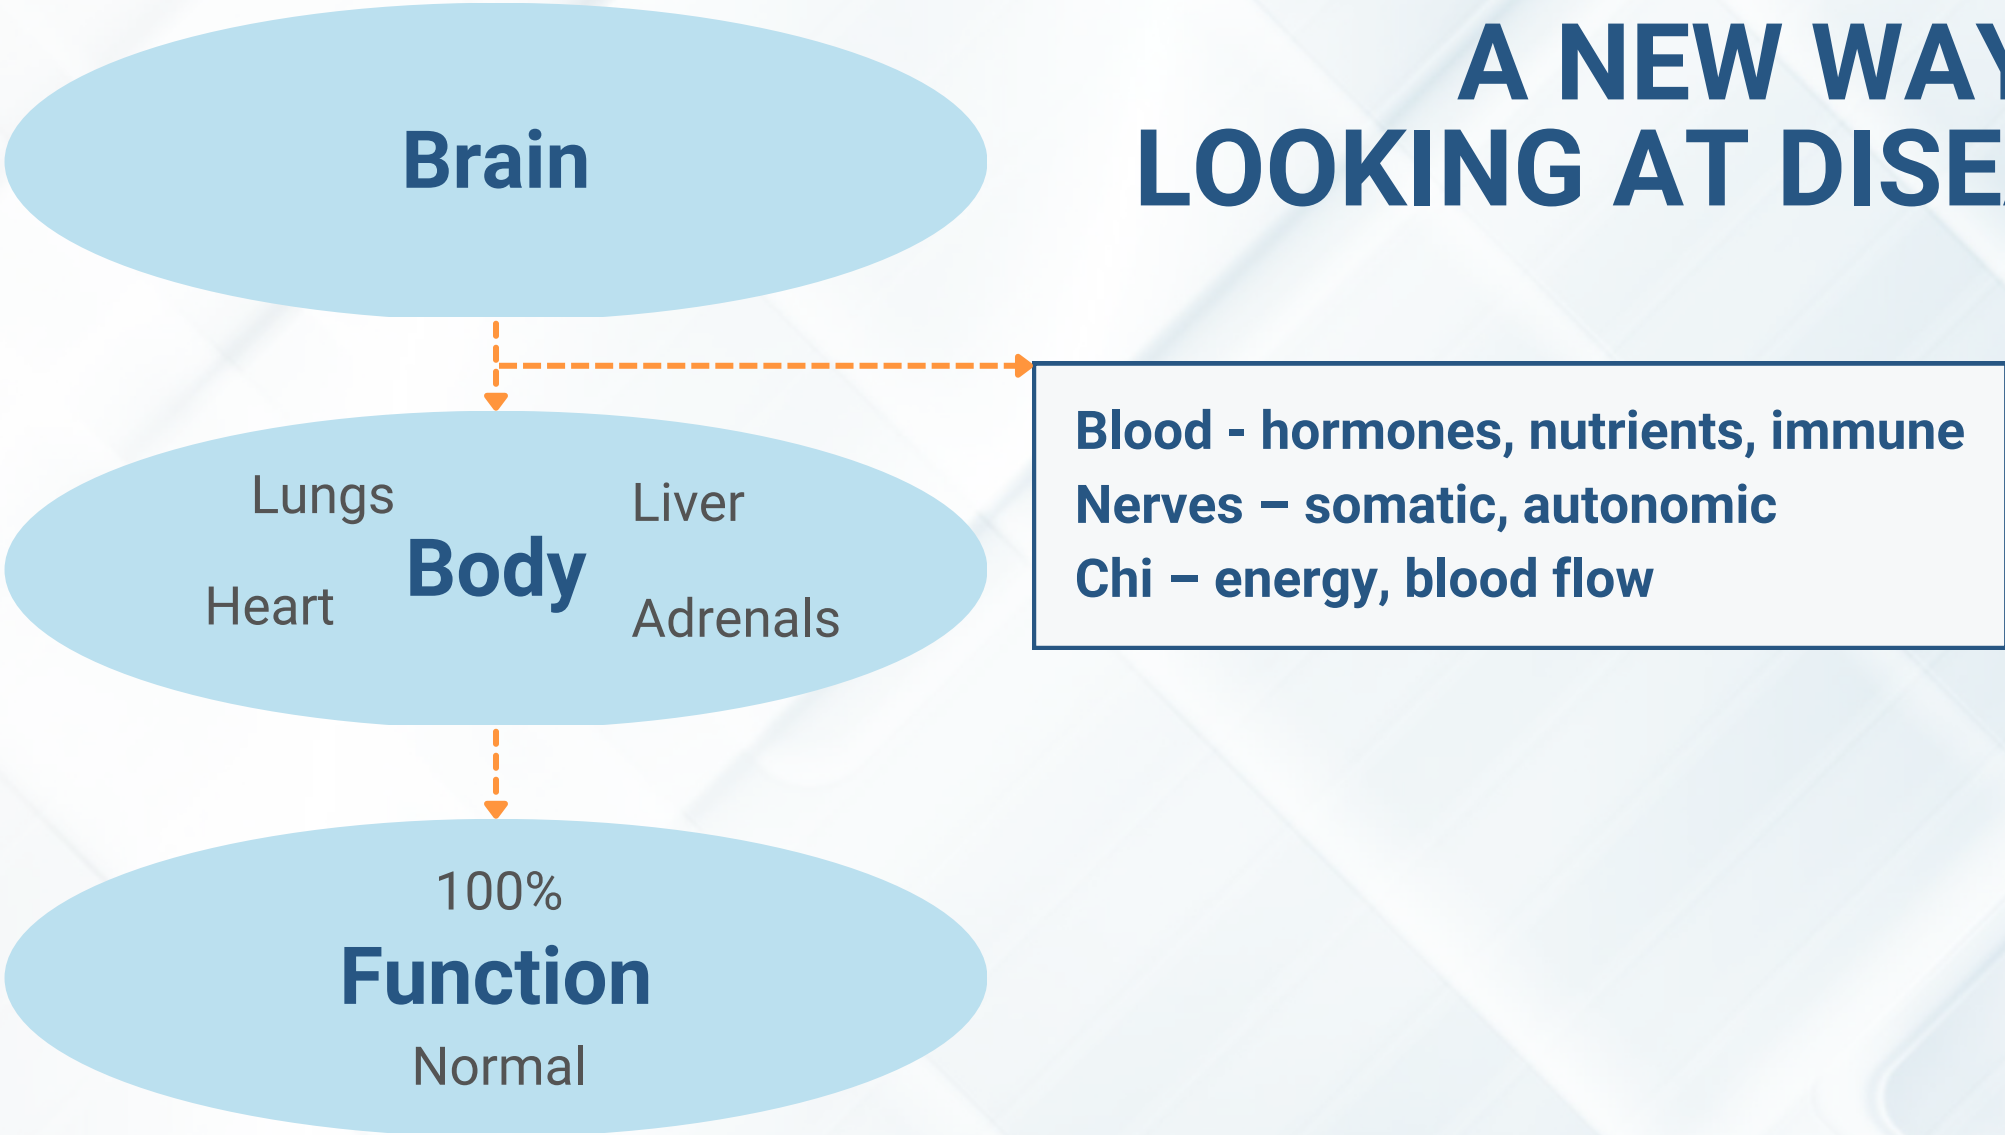 A NEW WAY
LOOKING AT DISEA
Brain
Blood - hormones, nutrients, immune
Nerves – somatic, autonomic
Chi – energy, blood flow
Lungs
Liver
Body
Heart
Adrenals
100%
Function
Normal